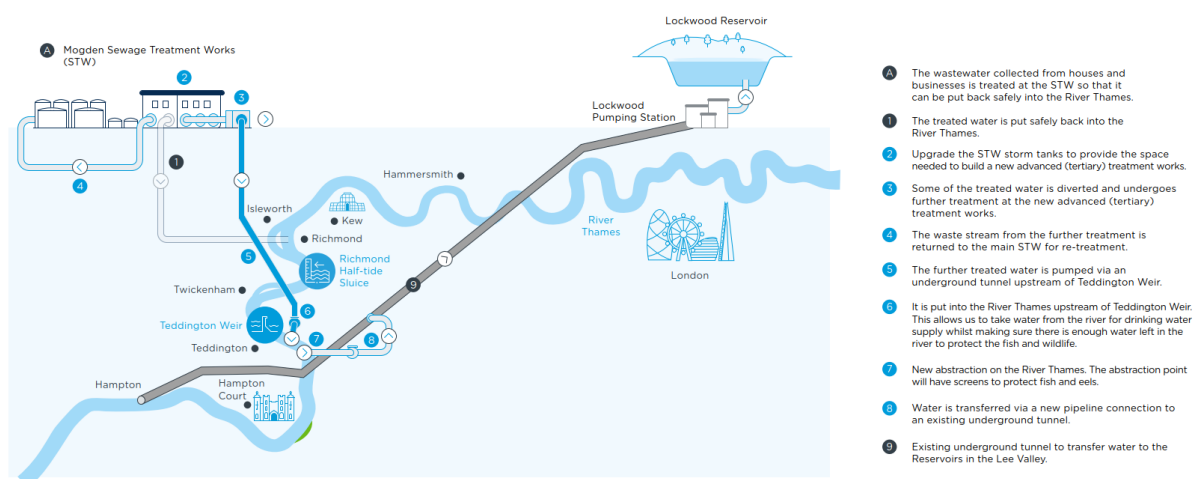 Lockwood Reservoir
A Mogden Sewage Treatment Works
(STW)
2
3
Lockwood
Pumping Station
1
4
Hammersmith
Isleworth
Kew
River
Thames
Richmond
5
Richmond
Half-tide
Sluice
London
9
Twickenham
6
Teddington Weir
7
8
Teddington
Hampton
Hampton
Court
A The wastewater collected from houses and
businesses is treated at the STW so that it
can be put back safely into the River Thames.
1 The treated water is put safely back into the
River Thames.
2 Upgrade the STW storm tanks to provide the space
needed to build a new advanced (tertiary) treatment works.
3 Some of the treated water is diverted and undergoes
further treatment at the new advanced (tertiary)
treatment works.
4 The waste stream from the further treatment is
returned to the main STW for re-treatment.
5 The further treated water is pumped via an
underground tunnel upstream of Teddington Weir.
6 It is put into the River Thames upstream of Teddington Weir.
This allows us to take water from the river for drinking water
supply whilst making sure there is enough water left in the
river to protect the fish and wildlife.
7 New abstraction on the River Thames. The abstraction point
will have screens to protect fish and eels.
8 Water is transferred via a new pipeline connection to
an existing underground tunnel.
9 Existing underground tunnel to transfer water to the
Reservoirs in the Lee Valley.